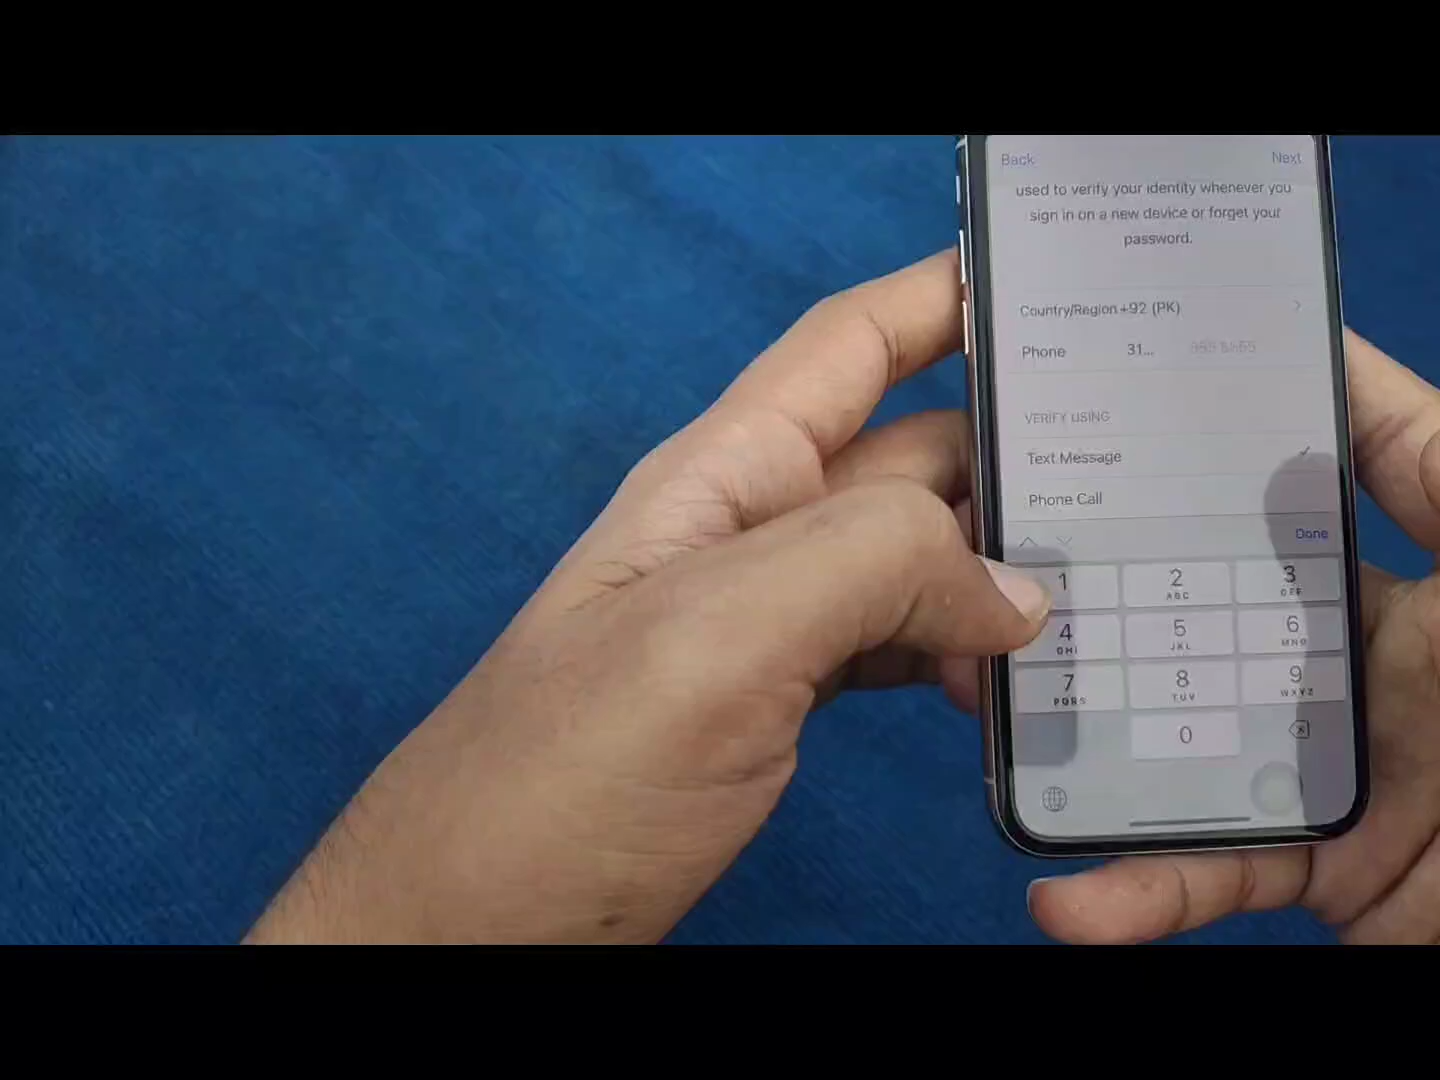 Back Next
used to verify your identity whenever you
sign in on a new device or forget your
password.
Country/Region +92 (PK)
Phone 31...
VERIFY USING
Text Message
Phone Call
Done
1 2 ABC 3 DEF
4 GHI 5 JKL 6 MNO
7 PQRS 8 TUV 9 WXYZ
0